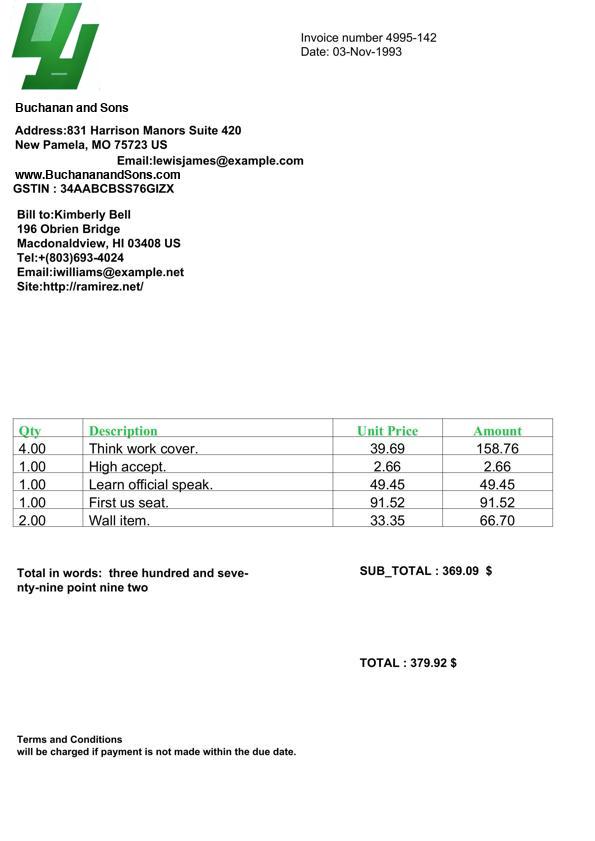 Invoice number 4995-142
Date: 03-Nov-1993
Buchanan and Sons
Address:831 Harrison Manors Suite 420
New Pamela, MO 75723 US
Email:lewisjames@example.com
www.BuchananandSons.com
GSTIN : 34AABCBSS76GIZX
Bill to:Kimberly Bell
196 Obrien Bridge
Macdonaldview, HI 03408 US
Tel:+(803)693-4024
Email:iwilliams@example.net
Site:http://ramirez.net/
Qty Description Unit Price Amount
4.00 Think work cover. 39.69 158.76
1.00 High accept. 2.66 2.66
1.00 Learn official speak. 49.45 49.45
1.00 First us seat. 91.52 91.52
2.00 Wall item. 33.35 66.70
Total in words:  three hundred and seve-
nty-nine point nine two
SUB_TOTAL : 369.09  $
TOTAL : 379.92 $
Terms and Conditions
will be charged if payment is not made within the due date.